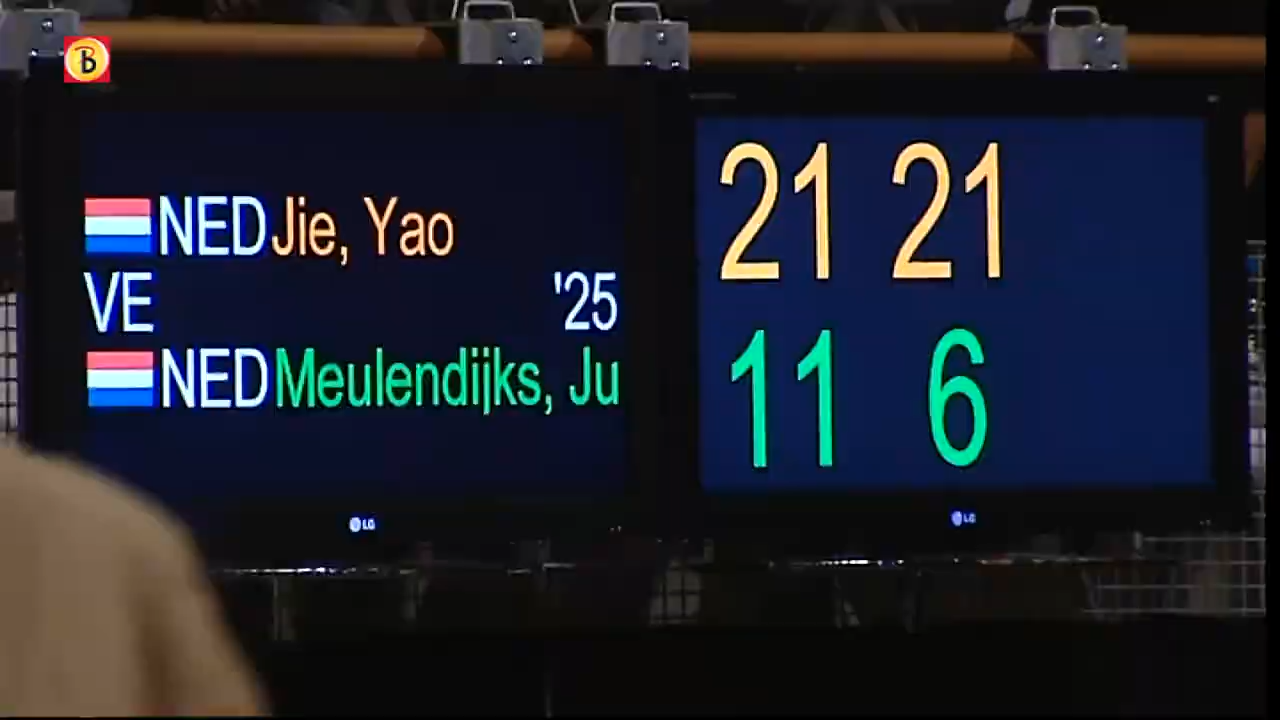 B
NED Jie, Yao
21 21
VE '25
NED Meulendijks, Ju
11 6
LG
LG